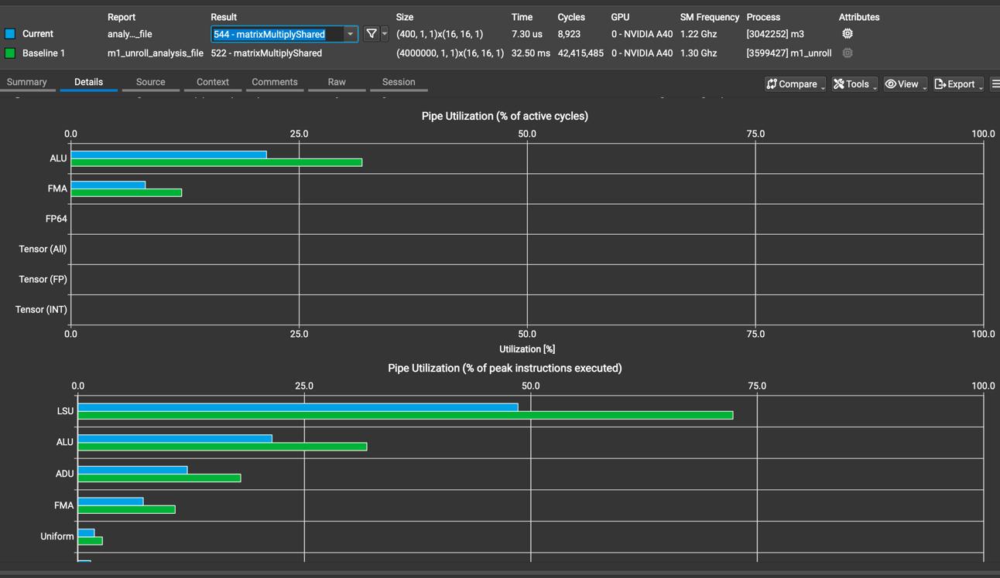 Report Result Size Time Cycles GPU SM Frequency Process Attributes
Current analy..._file 544 - matrixMultiplyShared (400, 1, 1)x(16, 16, 1) 7.30 us 8,923 0 - NVIDIA A40 1.22 Ghz [3042252] m3
Baseline 1 m1_unroll_analysis_file 522 - matrixMultiplyShared (4000000, 1, 1)x(16, 16, 1) 32.50 ms 42,415,485 0 - NVIDIA A40 1.30 Ghz [3599427] m1_unroll
Summary Details Source Context Comments Raw Session Compare Tools View Export
Pipe Utilization (% of active cycles)
0.0 25.0 50.0 75.0 100.0
ALU
FMA
FP64
Tensor (All)
Tensor (FP)
Tensor (INT)
0.0 25.0 50.0 75.0 100.0
Utilization [%]
Pipe Utilization (% of peak instructions executed)
0.0 25.0 50.0 75.0 100.0
LSU
ALU
ADU
FMA
Uniform